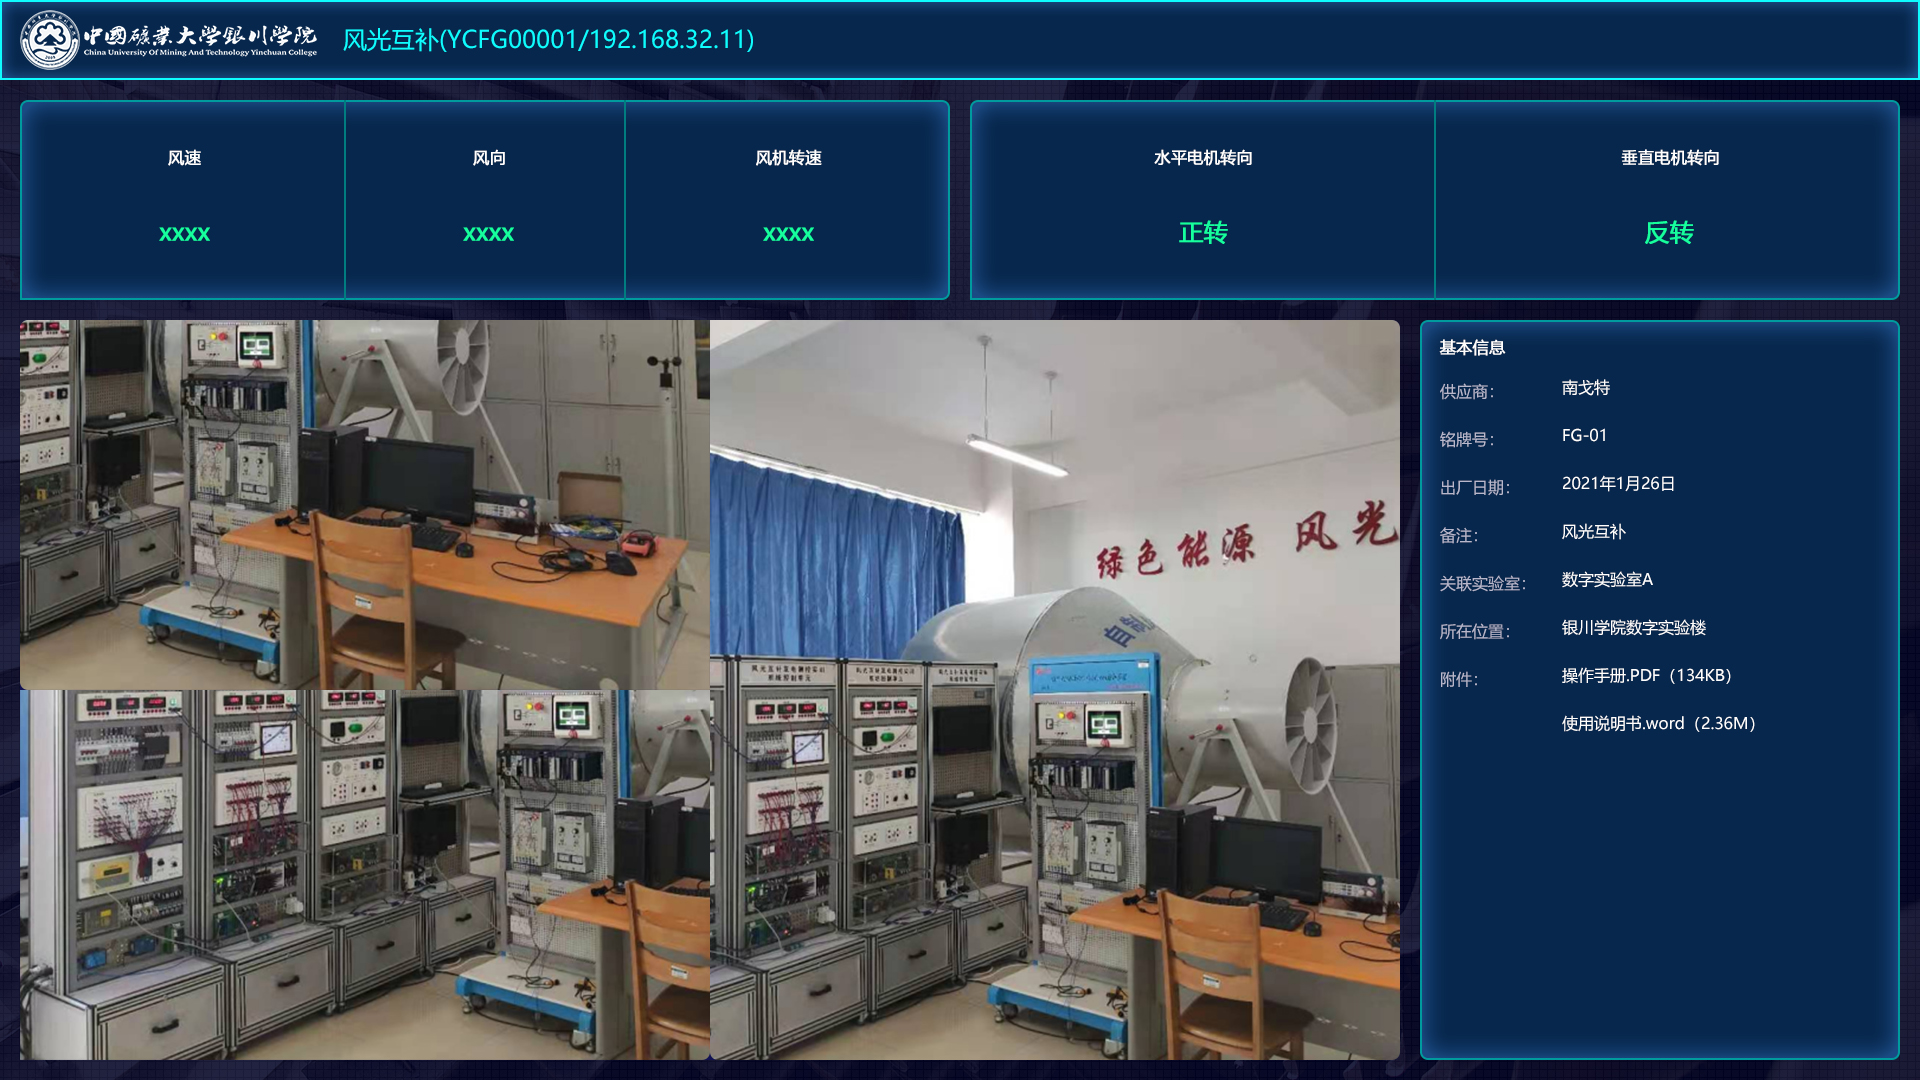 中國礦業大學銀川學院
China University Of Mining And Technology Yinchuan College
风光互补(YCFG00001/192.168.32.11)
风速
风向
风机转速
水平电机转向
垂直电机转向
xxxx
xxxx
xxxx
正转
反转
绿色能源 风光
基本信息
供应商：
南戈特
铭牌号：
FG-01
出厂日期：
2021年1月26日
备注：
风光互补
关联实验室：
数字实验室A
所在位置：
银川学院数字实验楼
附件：
操作手册.PDF（134KB）
使用说明书.word（2.36M）